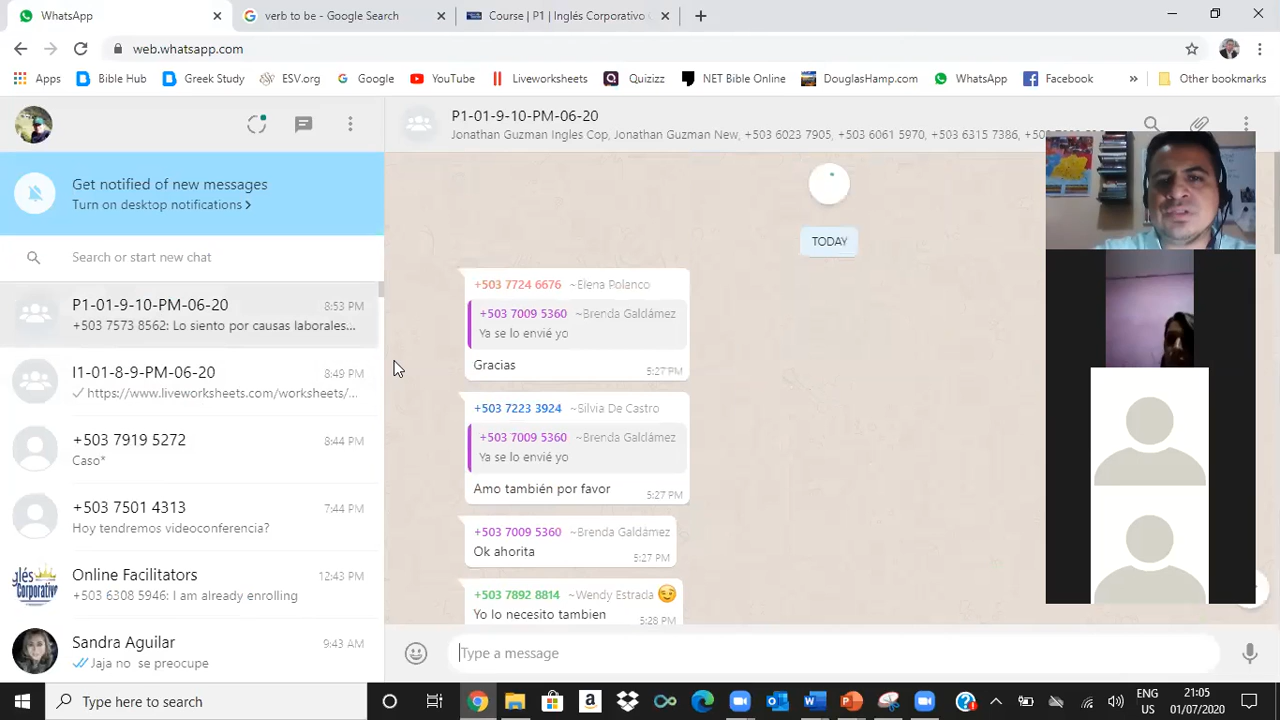 WhatsApp
verb to be - Google Search
Course | P1 | Inglés Corporativo
web.whatsapp.com
Apps
Bible Hub
Greek Study
ESV.org
Google
YouTube
Liveworksheets
Quizizz
NET Bible Online
DouglasHamp.com
WhatsApp
Facebook
»
Other bookmarks
Get notified of new messages
Turn on desktop notifications >
Search or start new chat
P1-01-9-10-PM-06-20 8:53 PM
+503 7573 8562: Lo siento por causas laborales...
I1-01-8-9-PM-06-20 8:49 PM
https://www.liveworksheets.com/worksheets/...
+503 7919 5272 8:44 PM
Caso*
+503 7501 4313 7:44 PM
Hoy tendremos videoconferencia?
Online Facilitators 12:43 PM
+503 6308 5946: I am already enrolling
Sandra Aguilar 9:43 AM
Jaja no se preocupe
P1-01-9-10-PM-06-20
Jonathan Guzman Ingles Cop, Jonathan Guzman New, +503 6023 7905, +503 6061 5970, +503 6315 7386,
TODAY
+503 7724 6676 ~Elena Polanco
+503 7009 5360 ~Brenda Galdámez
Ya se lo envié yo
Gracias 5:27 PM
+503 7223 3924 ~Silvia De Castro
+503 7009 5360 ~Brenda Galdámez
Ya se lo envié yo
Amo también por favor 5:27 PM
+503 7009 5360 ~Brenda Galdámez
Ok ahorita 5:27 PM
+503 7892 8814 ~Wendy Estrada 😉
Yo lo necesito tambien 5:28 PM
Type a message
Type here to search
ENG 21:05
US 01/07/2020